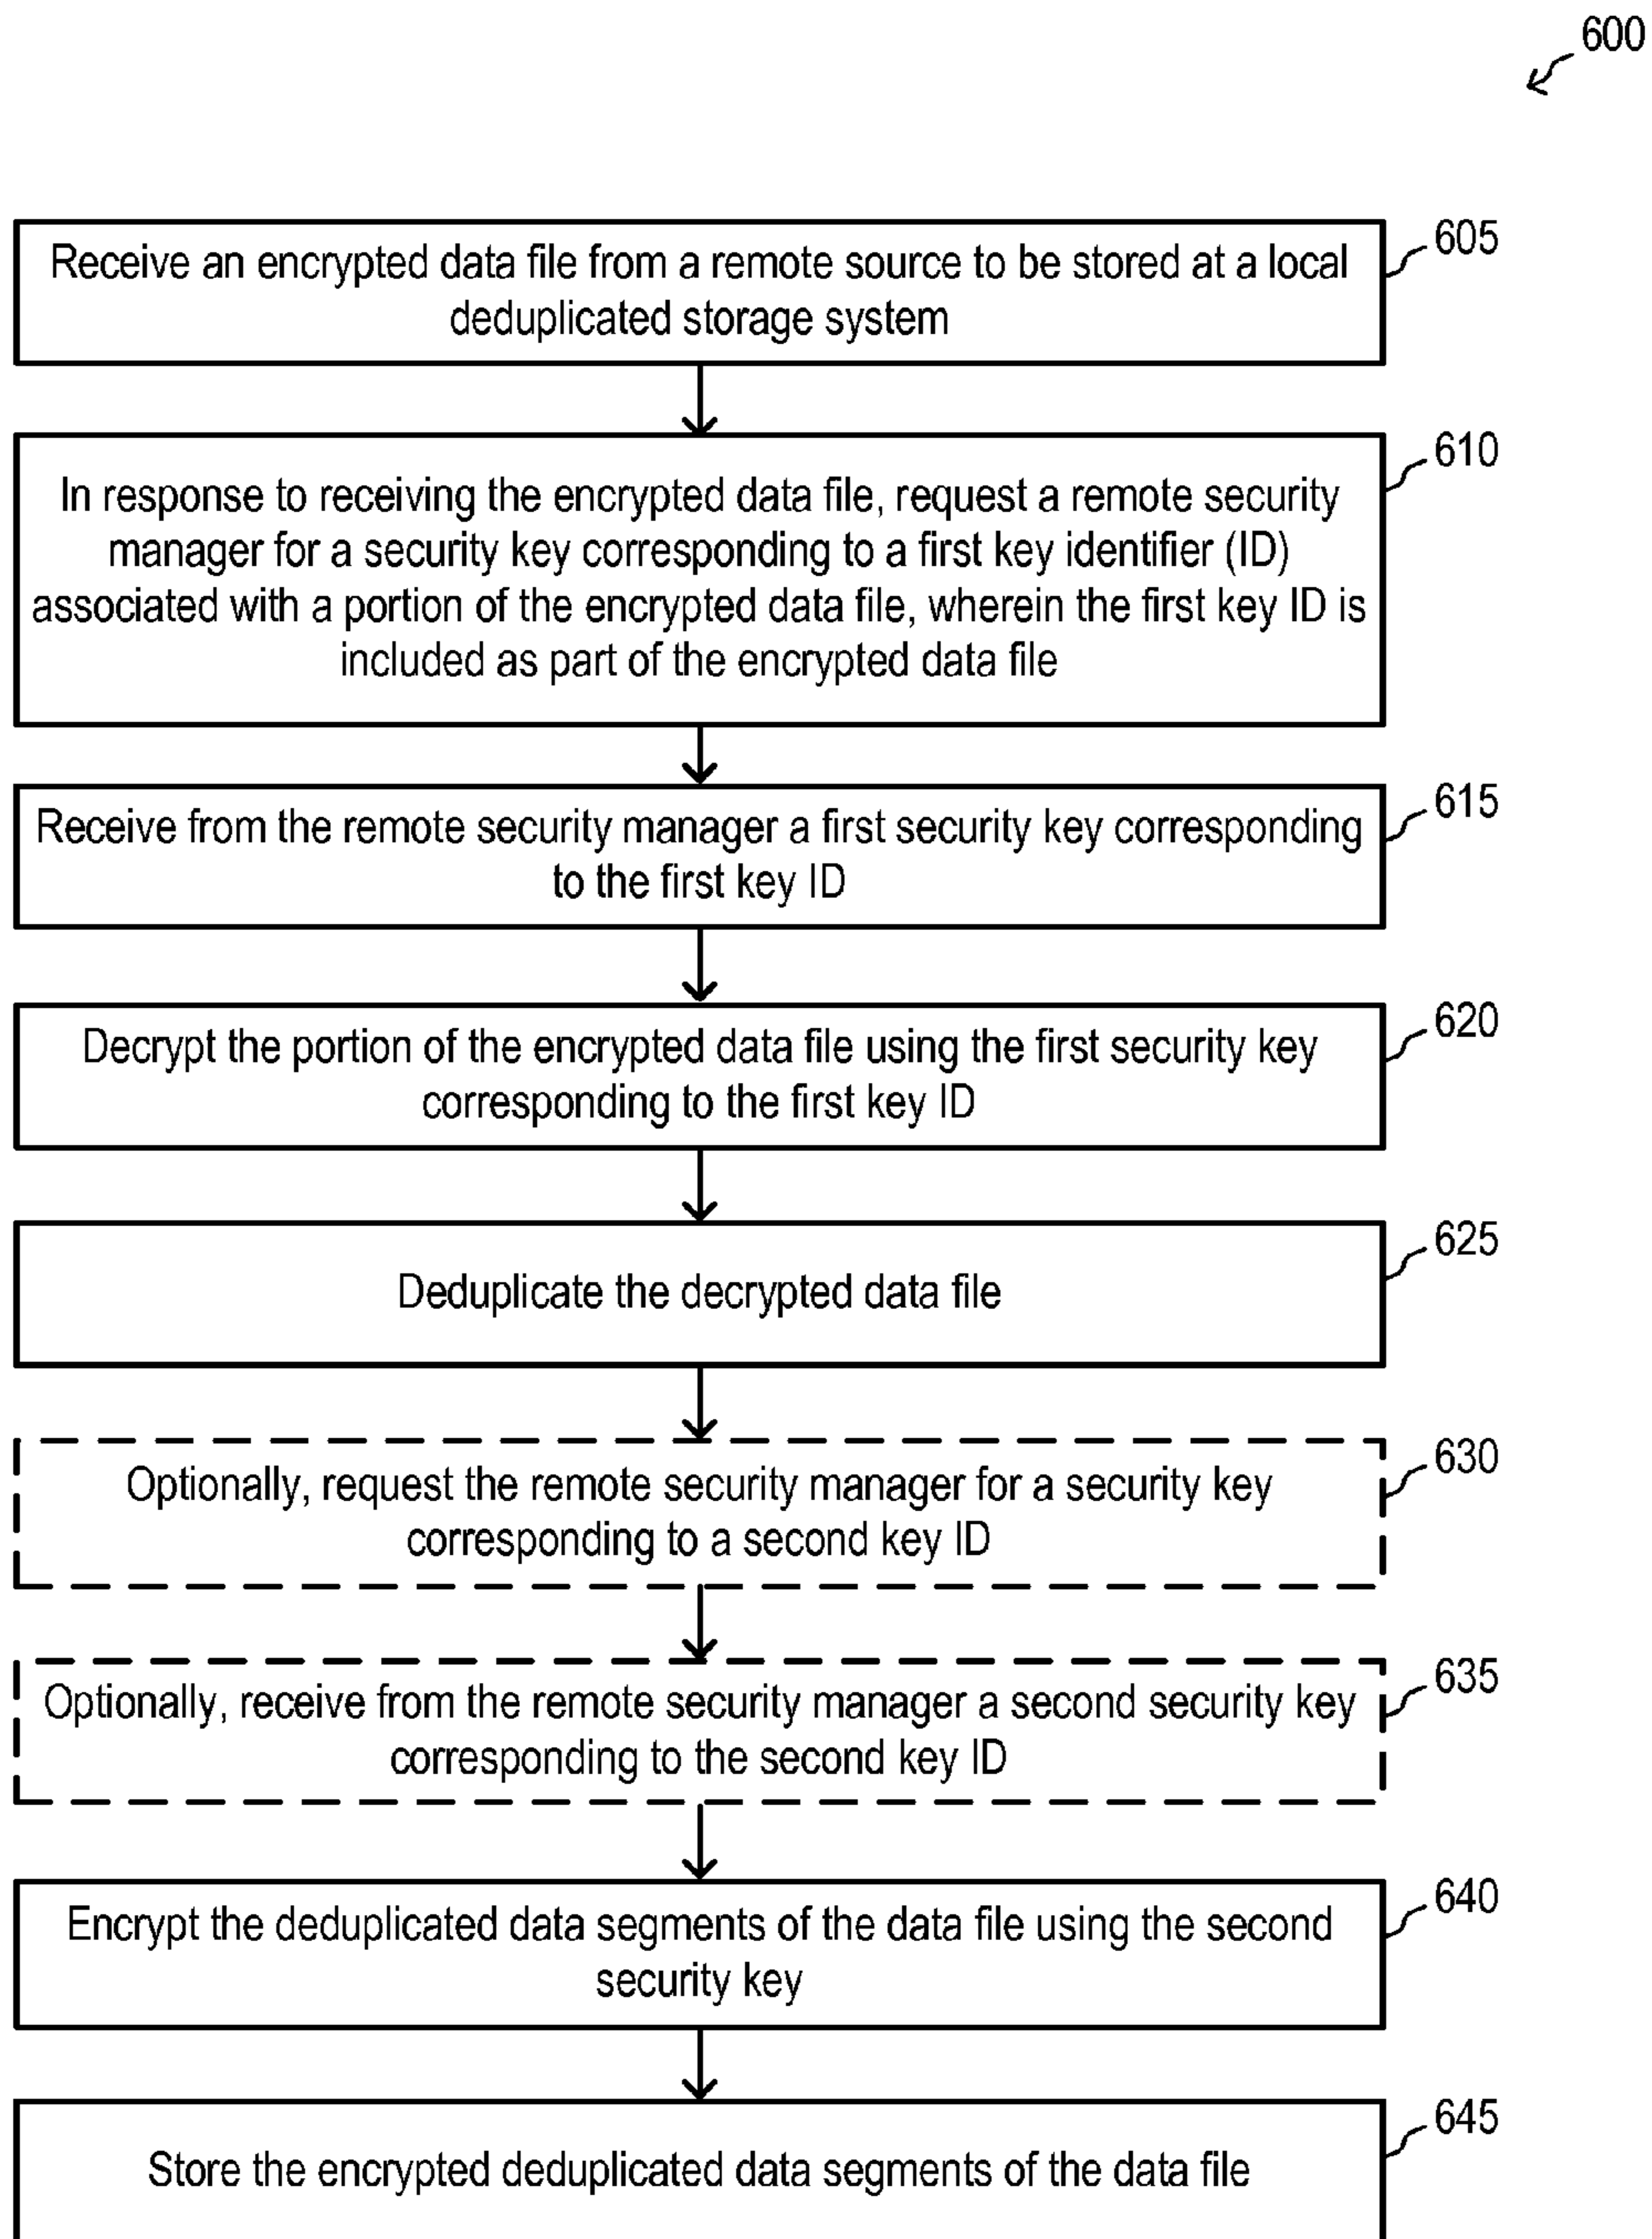 600
605
Receive an encrypted data file from a remote source to be stored at a local
deduplicated storage system
610
In response to receiving the encrypted data file, request a remote security
manager for a security key corresponding to a first key identifier (ID)
associated with a portion of the encrypted data file, wherein the first key ID is
included as part of the encrypted data file
615
Receive from the remote security manager a first security key corresponding
to the first key ID
620
Decrypt the portion of the encrypted data file using the first security key
corresponding to the first key ID
625
Deduplicate the decrypted data file
630
Optionally, request the remote security manager for a security key
corresponding to a second key ID
635
Optionally, receive from the remote security manager a second security key
corresponding to the second key ID
640
Encrypt the deduplicated data segments of the data file using the second
security key
645
Store the encrypted deduplicated data segments of the data file